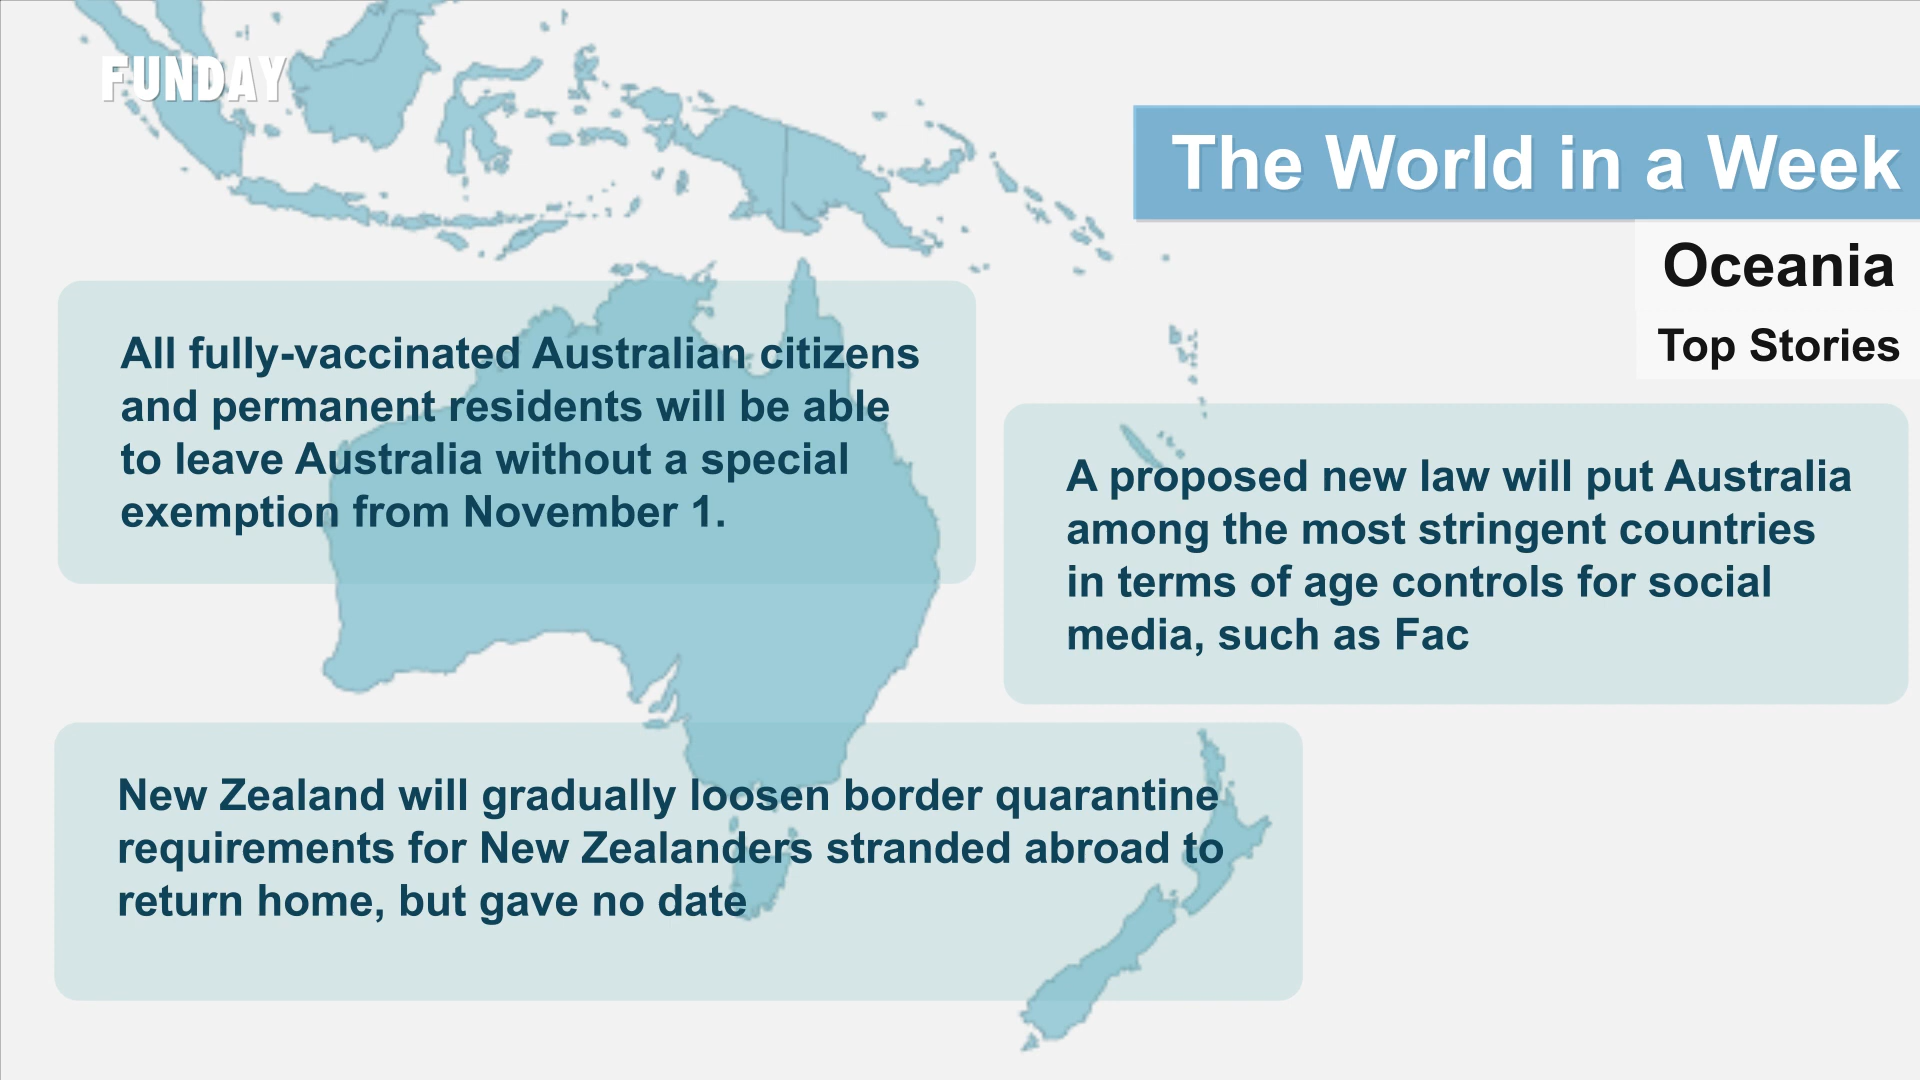 FUNDAY
The World in a Week
Oceania
Top Stories
All fully-vaccinated Australian citizens
and permanent residents will be able
to leave Australia without a special
exemption from November 1.
A proposed new law will put Australia
among the most stringent countries
in terms of age controls for social
media, such as Fac
New Zealand will gradually loosen border quarantine
requirements for New Zealanders stranded abroad to
return home, but gave no date